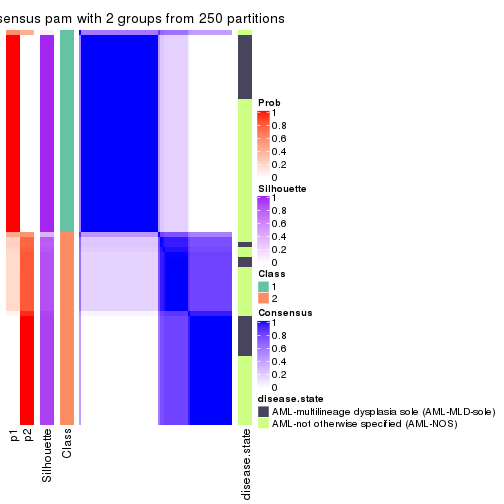 sensus pam with 2 groups from 250 partitions
Prob
1
0.8
0.6
0.4
0.2
0
Silhouette
1
0.8
0.6
0.4
0.2
0
Class
1
2
Consensus
1
0.8
0.6
0.4
0.2
0
disease.state
AML-multilineage dysplasia sole (AML-MLD-sole)
AML-not otherwise specified (AML-NOS)
p1
p2
Silhouette
Class
disease.state